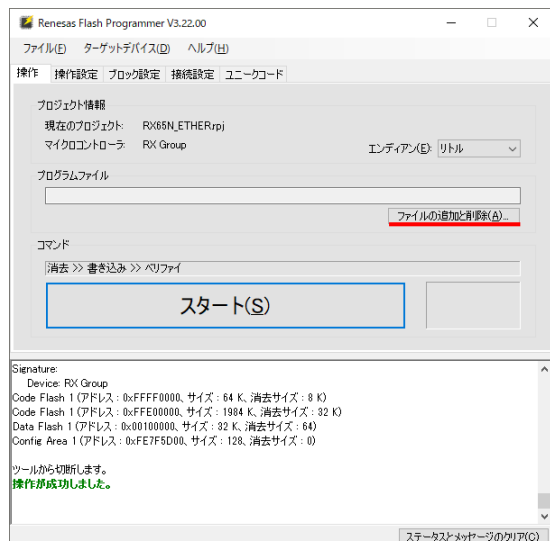 Renesas Flash Programmer V3.22.00
ファイル(F) ターゲットデバイス(D) ヘルプ(H)
操作 操作設定 ブロック設定 接続設定 ユニークコード
プロジェクト情報
現在のプロジェクト: RX65N_ETHER.rpj
マイクロコントローラ: RX Group
エンディアン(E): リトル
プログラムファイル
ファイルの追加と削除(A)...
コマンド
消去 >> 書き込み >> ベリファイ
スタート(S)
Signature:
Device: RX Group
Code Flash 1 (アドレス : 0xFFFF0000、サイズ : 64 K、消去サイズ : 8 K)
Code Flash 1 (アドレス : 0xFFE00000、サイズ : 1984 K、消去サイズ : 32 K)
Data Flash 1 (アドレス : 0x00100000、サイズ : 32 K、消去サイズ : 64)
Config Area 1 (アドレス : 0xFE7F5D00、サイズ : 128、消去サイズ : 0)
ツールから切断します。
操作が成功しました。
ステータスとメッセージのクリア(C)